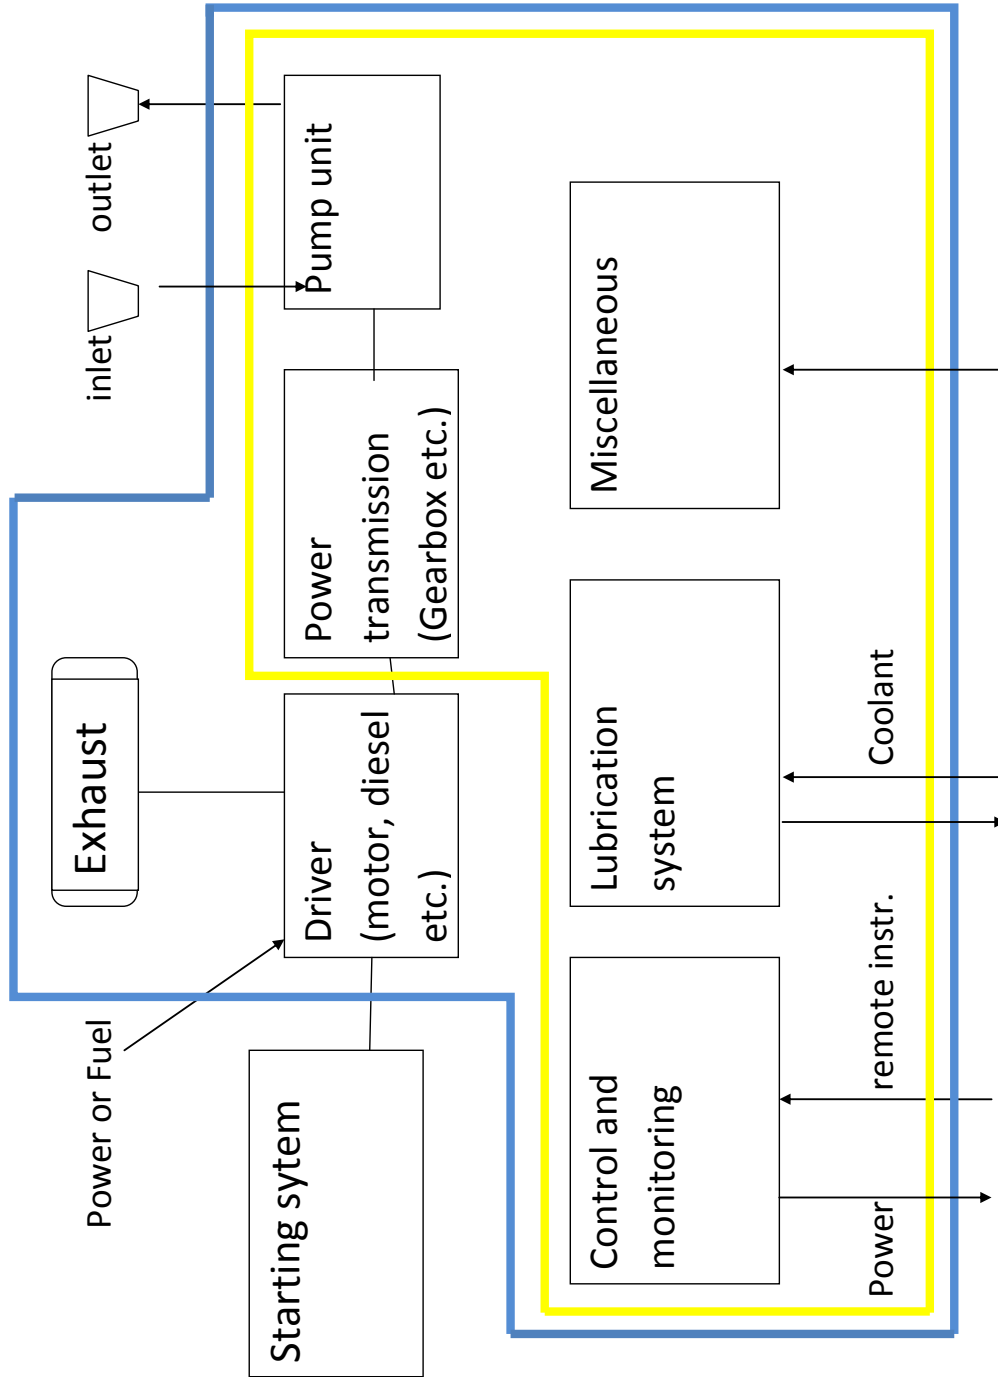 Power or Fuel
Exhaust
inlet
outlet
Starting sytem
Driver
(motor, diesel
etc.)
Power
transmission
(Gearbox etc.)
Pump unit
Control and
monitoring
Lubrication
system
Miscellaneous
Power
remote instr.
Coolant